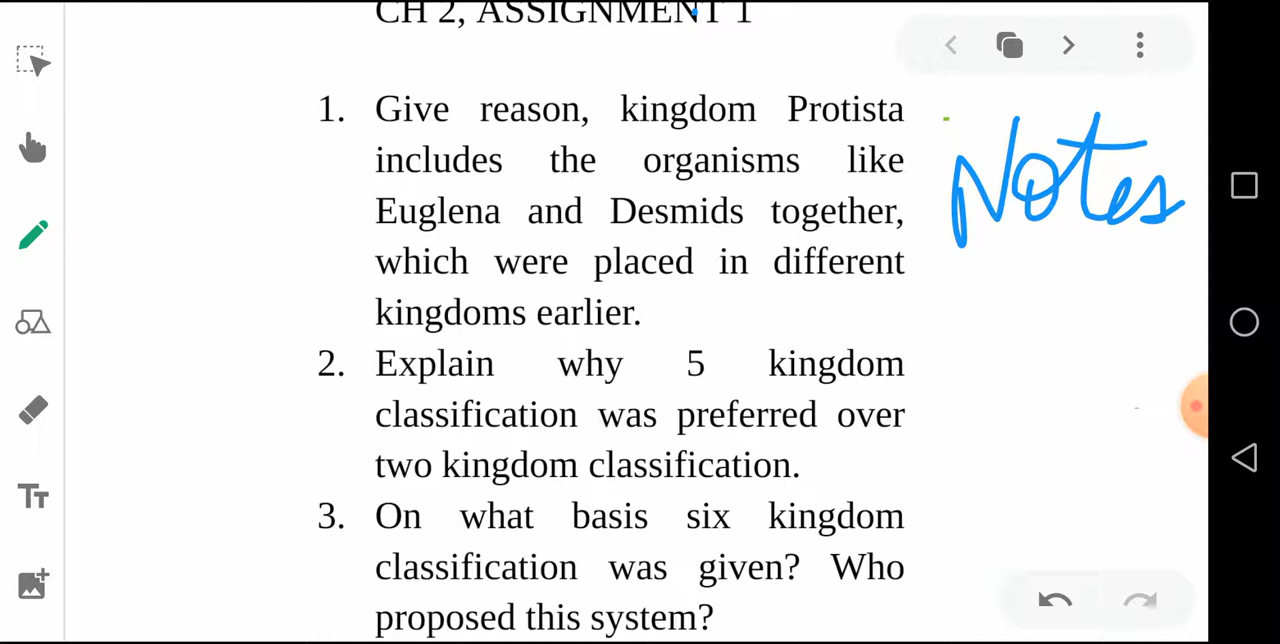 CH 2, ASSIGNMENT 1
1. Give reason, kingdom Protista
includes the organisms like
Euglena and Desmids together,
which were placed in different
kingdoms earlier.
2. Explain why 5 kingdom
classification was preferred over
two kingdom classification.
3. On what basis six kingdom
classification was given? Who
proposed this system?
Notes
Tт